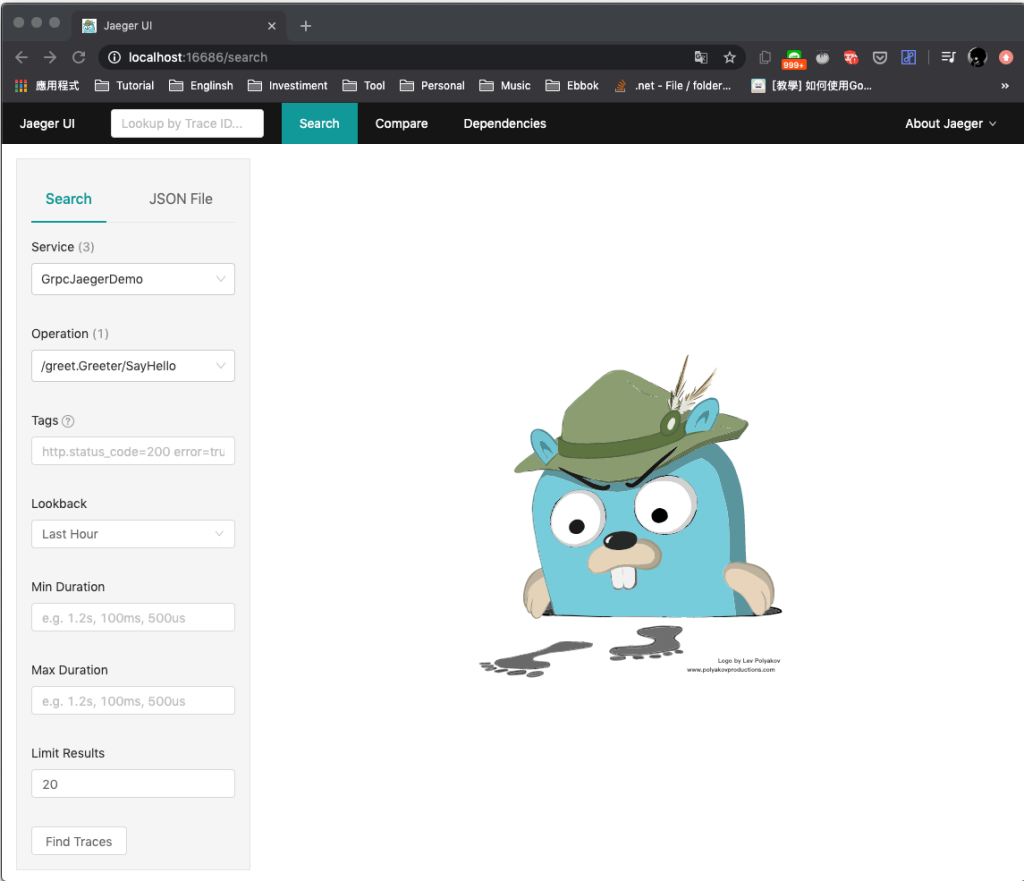 Jaeger UI
localhost:16686/search
999+
應用程式 Tutorial Englinsh Investiment Tool Personal Music Ebbok .net - File / folder... [教學] 如何使用Go... »
Jaeger UI Lookup by Trace ID... Search Compare Dependencies About Jaeger
Search JSON File
Service (3)
GrpcJaegerDemo
Operation (1)
/greet.Greeter/SayHello
Tags
http.status_code=200 error=tru
Lookback
Last Hour
Min Duration
e.g. 1.2s, 100ms, 500us
Max Duration
e.g. 1.2s, 100ms, 500us
Limit Results
20
Find Traces
Logo by Lev Polyakov
www.polyakovproductions.com